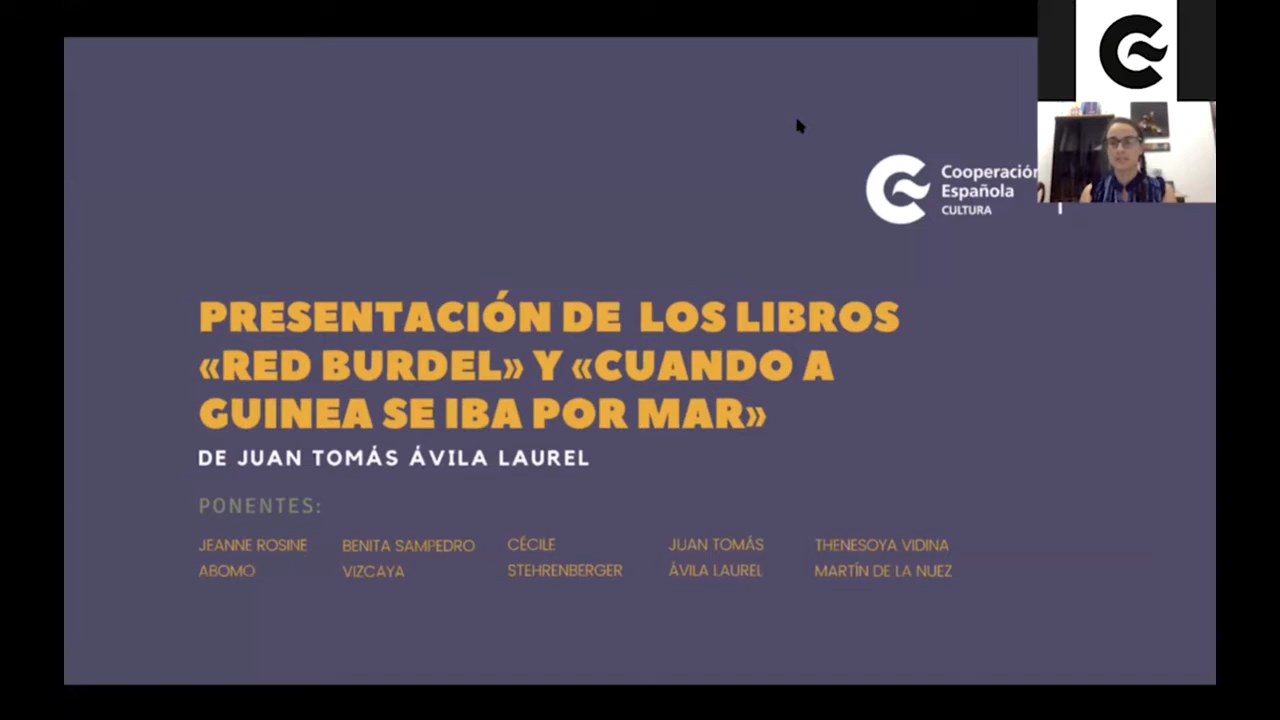 Cooperación
Española
CULTURA
PRESENTACIÓN DE LOS LIBROS
«RED BURDEL» Y «CUANDO A
GUINEA SE IBA POR MAR»
DE JUAN TOMÁS ÁVILA LAUREL
PONENTES:
JEANNE ROSINE
ABOMO
BENITA SAMPEDRO
VIZCAYA
CÉCILE
STEHRENBERGER
JUAN TOMÁS
ÁVILA LAUREL
THENESOYA VIDINA
MARTÍN DE LA NUEZ